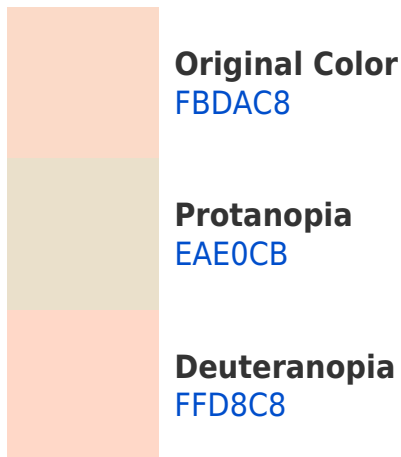 Original Color
FBDAC8
Protanopia
EAE0CB
Deuteranopia
FFD8C8